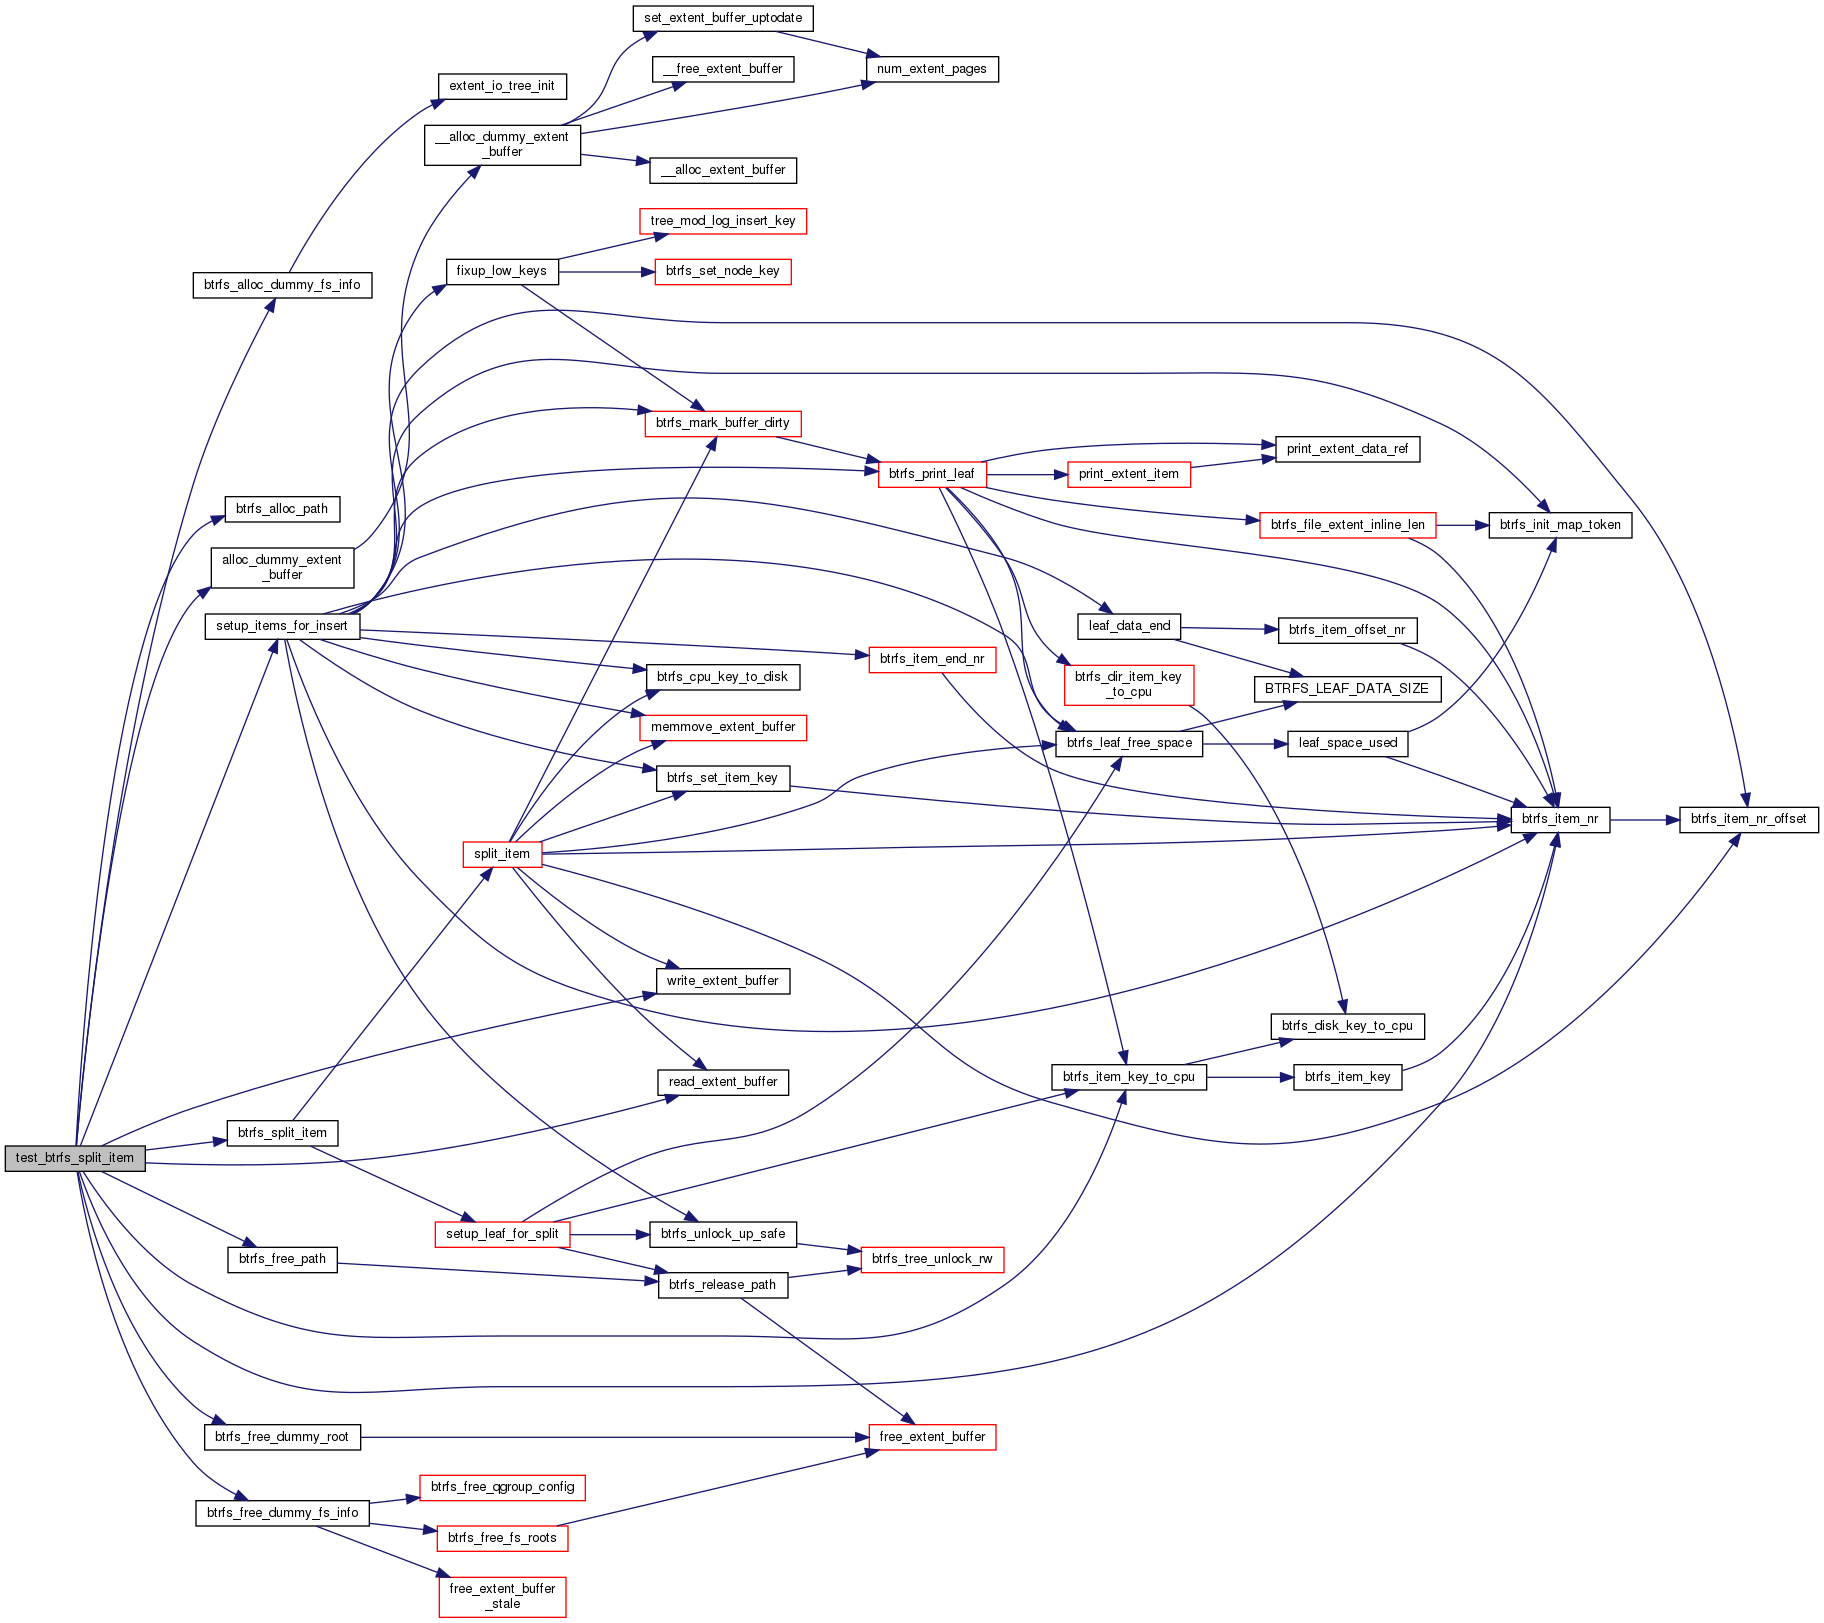 set_extent_buffer_uptodate
__free_extent_buffer
num_extent_pages
extent_io_tree_init
__alloc_dummy_extent
_buffer
__alloc_extent_buffer
tree_mod_log_insert_key
fixup_low_keys
btrfs_set_node_key
btrfs_alloc_dummy_fs_info
btrfs_mark_buffer_dirty
print_extent_data_ref
btrfs_print_leaf
print_extent_item
btrfs_alloc_path
btrfs_file_extent_inline_len
btrfs_init_map_token
alloc_dummy_extent
_buffer
setup_items_for_insert
leaf_data_end
btrfs_item_offset_nr
btrfs_item_end_nr
btrfs_cpu_key_to_disk
btrfs_dir_item_key
_to_cpu
BTRFS_LEAF_DATA_SIZE
memmove_extent_buffer
btrfs_leaf_free_space
leaf_space_used
btrfs_set_item_key
btrfs_item_nr
btrfs_item_nr_offset
split_item
write_extent_buffer
btrfs_disk_key_to_cpu
read_extent_buffer
btrfs_item_key_to_cpu
btrfs_item_key
btrfs_split_item
test_btrfs_split_item
setup_leaf_for_split
btrfs_unlock_up_safe
btrfs_free_path
btrfs_tree_unlock_rw
btrfs_release_path
btrfs_free_dummy_root
free_extent_buffer
btrfs_free_qgroup_config
btrfs_free_dummy_fs_info
btrfs_free_fs_roots
free_extent_buffer
_stale